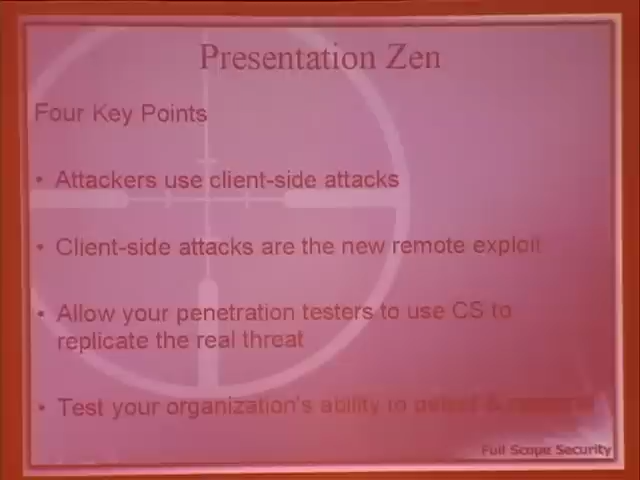 Presentation Zen
Four Key Points
• Attackers use client-side attacks
• Client-side attacks are the new remote exploit
• Allow your penetration testers to use CS to
replicate the real threat
• Test your organization's ability to detect &
Full Scope Security